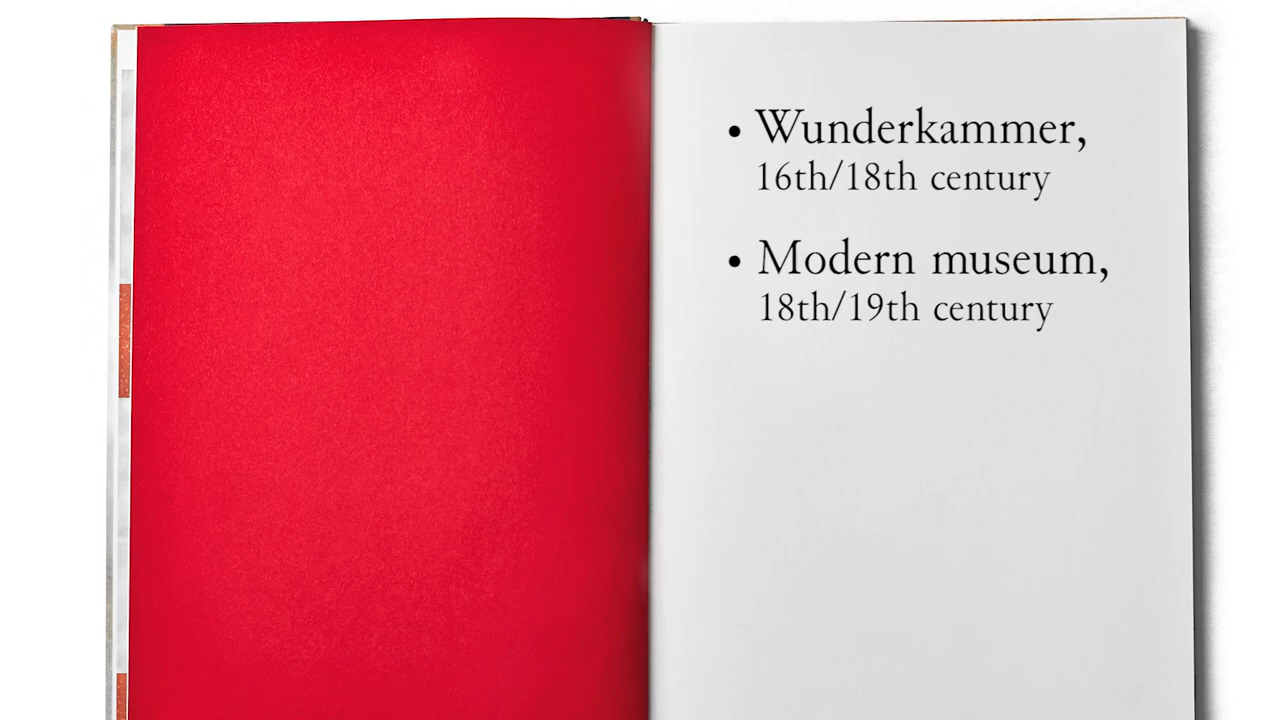 • Wunderkammer,
16th/18th century
• Modern museum,
18th/19th century